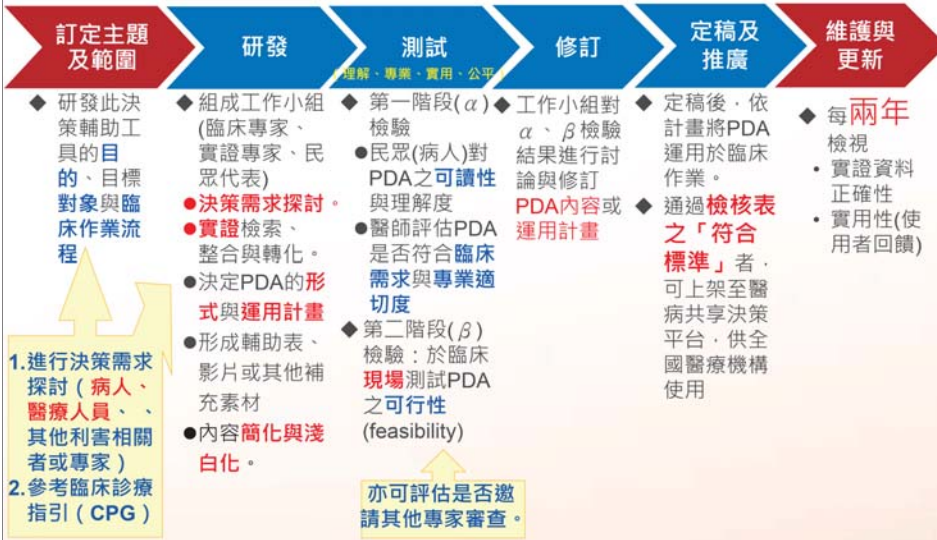 訂定主題
及範圍
研發
測試
(理解、專業、實用、公平)
修訂
定稿及
推廣
維護與
更新
◆ 研發此決
策輔助工
具的目
的、目標
對象與臨
床作業流
程
◆ 組成工作小組
(臨床專家、
實證專家、民
眾代表)
●決策需求探討。
●實證檢索、
整合與轉化。
●決定PDA的形
式與運用計畫
●形成輔助表、
影片或其他補
充素材
●內容簡化與淺
白化。
◆ 第一階段(α)
檢驗
●民眾(病人)對
PDA之可讀性
與理解度
●醫師評估PDA
是否符合臨床
需求與專業適
切度
◆ 第二階段(β)
檢驗：於臨床
現場測試PDA
之可行性
(feasibility)
◆ 工作小組對
α、β檢驗
結果進行討
論與修訂
PDA內容或
運用計畫
◆ 定稿後，依
計畫將PDA
運用於臨床
作業。
◆ 通過檢核表
之「符合
標準」者，
可上架至醫
病共享決策
平台，供全
國醫療機構
使用
◆ 每兩年
檢視
• 實證資料
正確性
• 實用性(使
用者回饋)
1.進行決策需求
探討（病人、
醫療人員、、
其他利害相關
者或專家）
2.參考臨床診療
指引（CPG）
亦可評估是否邀
請其他專家審查。